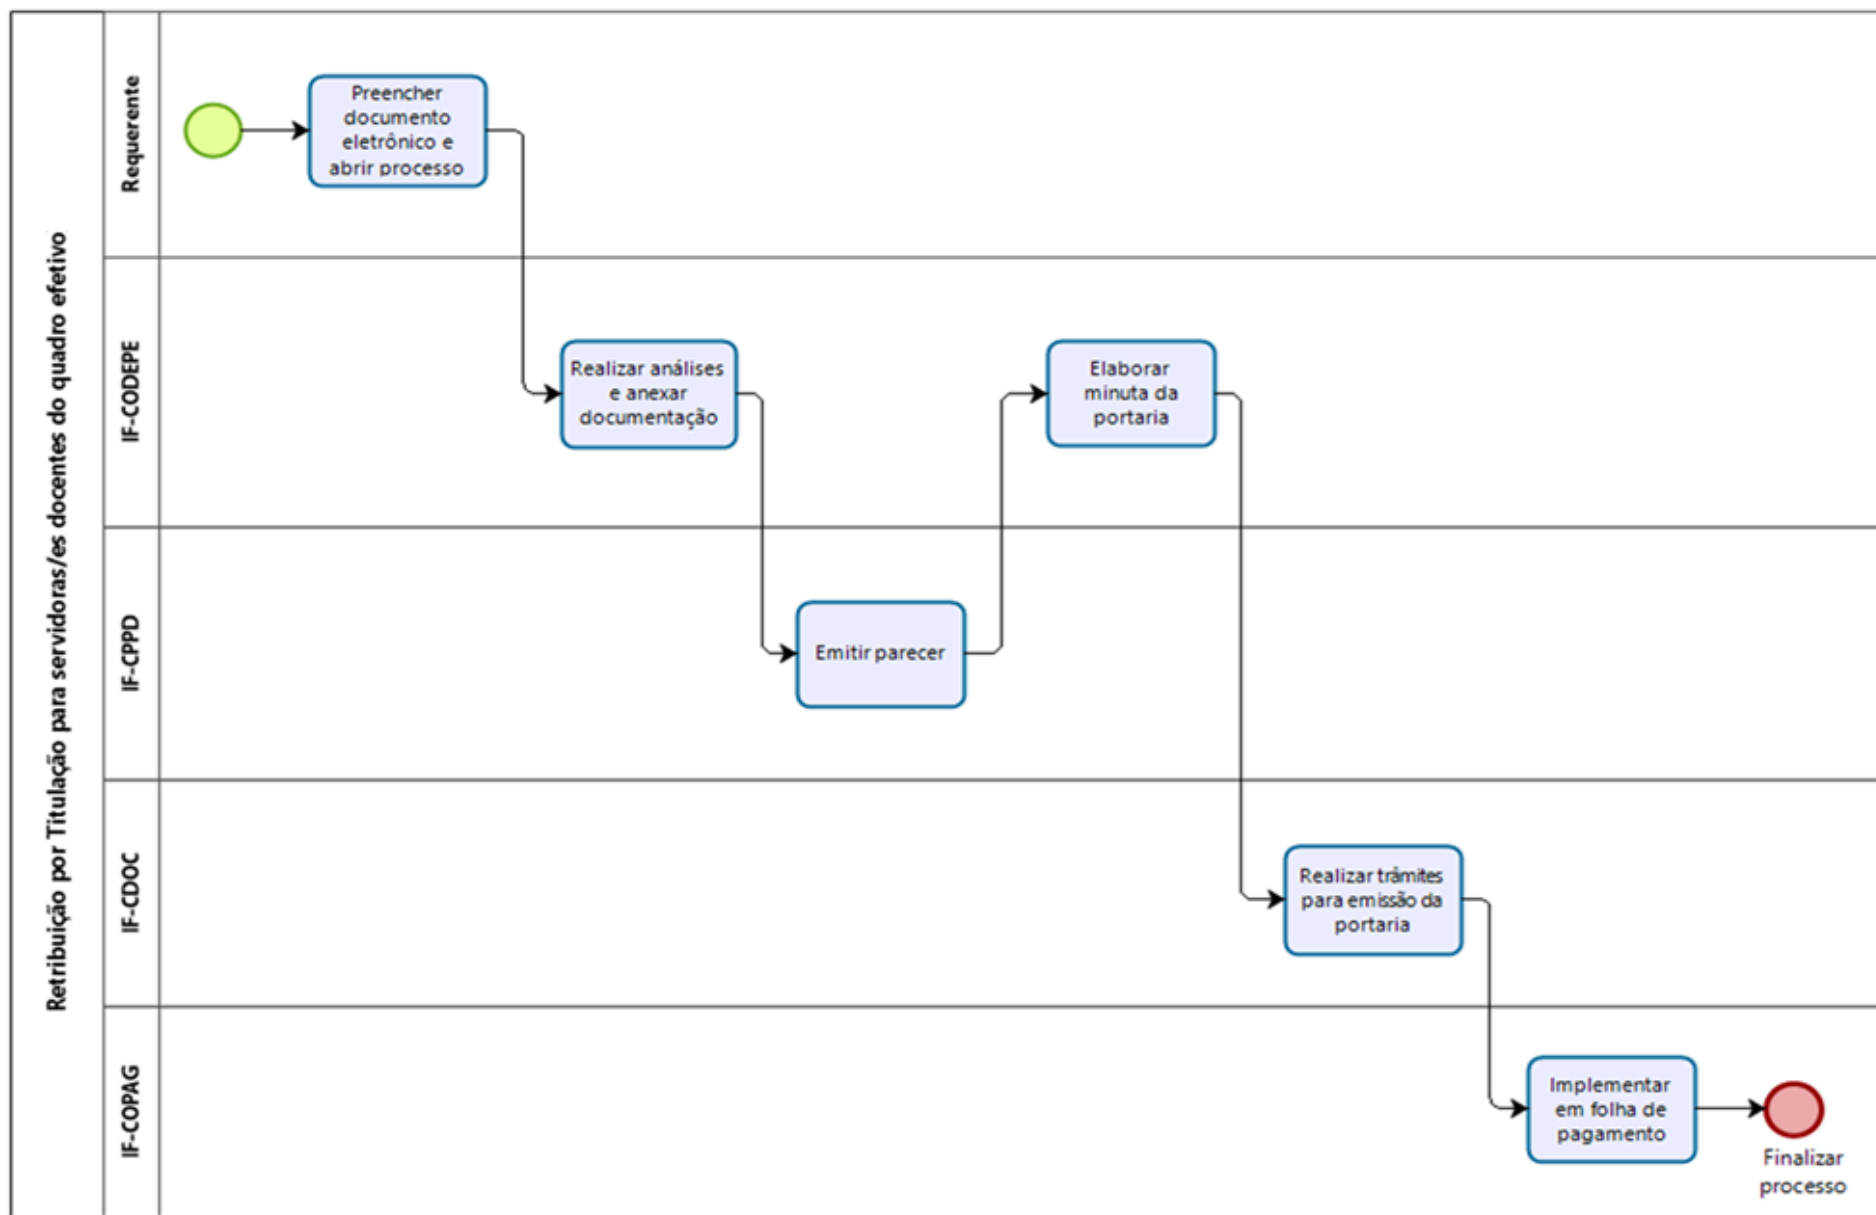 Retribuição por Titulação para servidoras/es docentes do quadro efetivo
Requerente
Preencher
documento
eletrônico e
abrir processo
IF-CODEPE
Realizar análises
e anexar
documentação
Elaborar
minuta da
portaria
IF-CPPD
Emitir parecer
IF-CDOC
Realizar trâmites
para emissão da
portaria
IF-COPAG
Implementar
em folha de
pagamento
Finalizar
processo